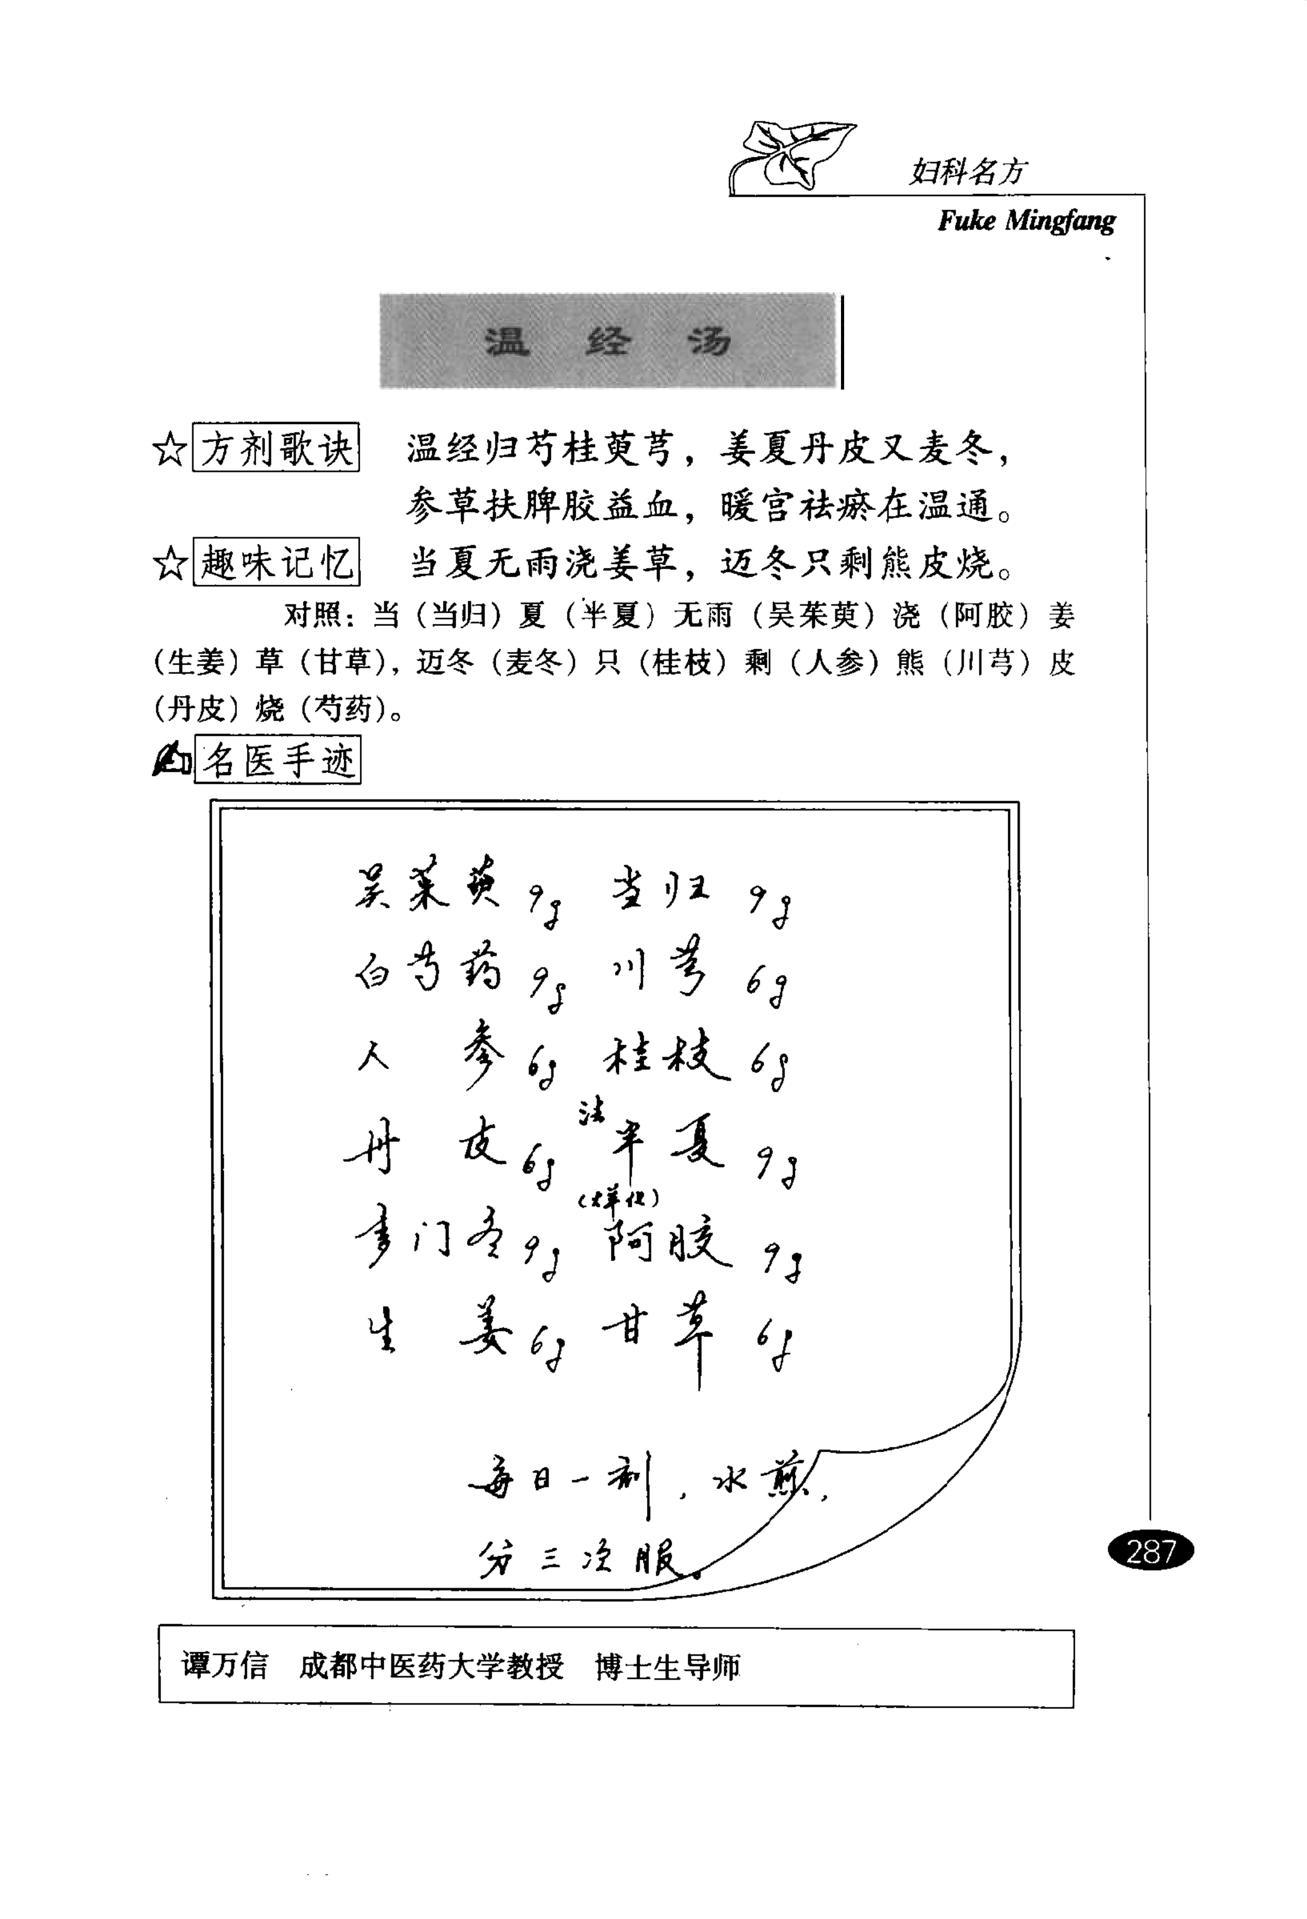 妇科名方
Fuke Mingfang
温经汤
☆方剂歌诀 温经归芍桂萸芎，姜夏丹皮又麦冬，
参草扶脾胶益血，暖宫祛瘀在温通。
☆趣味记忆 当夏无雨浇姜草，迈冬只剩熊皮烧。
对照：当（当归）夏（半夏）无雨（吴茱萸）浇（阿胶）姜
（生姜）草（甘草），迈冬（麦冬）只（桂枝）剩（人参）熊（川芎）皮
（丹皮）烧（芍药）。
名医手迹
吴茱萸 9g 当归 9g
白芍药 9g 川芎 6g
人参 6g 桂枝 6g
丹皮 6g 法半夏 9g
（烊化）
麦门冬 9g 阿胶 9g
生姜 6g 甘草 6g
每日一剂，水煎，
分三次服。
287
谭万信 成都中医药大学教授 博士生导师